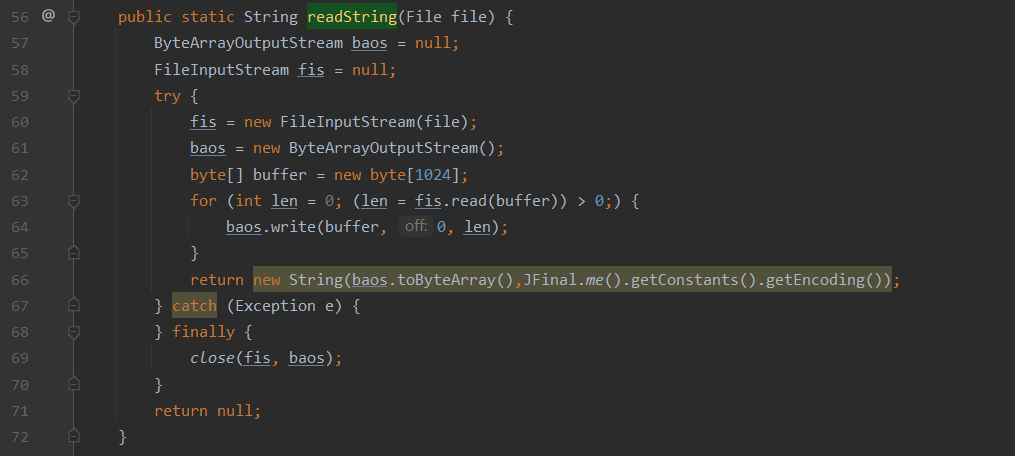 56 @ public static String readString(File file) {
57 ByteArrayOutputStream baos = null;
58 FileInputStream fis = null;
59 try {
60 fis = new FileInputStream(file);
61 baos = new ByteArrayOutputStream();
62 byte[] buffer = new byte[1024];
63 for (int len = 0; (len = fis.read(buffer)) > 0;) {
64 baos.write(buffer, off: 0, len);
65 }
66 return new String(baos.toByteArray(),JFinal.me().getConstants().getEncoding());
67 } catch (Exception e) {
68 } finally {
69 close(fis, baos);
70 }
71 return null;
72 }